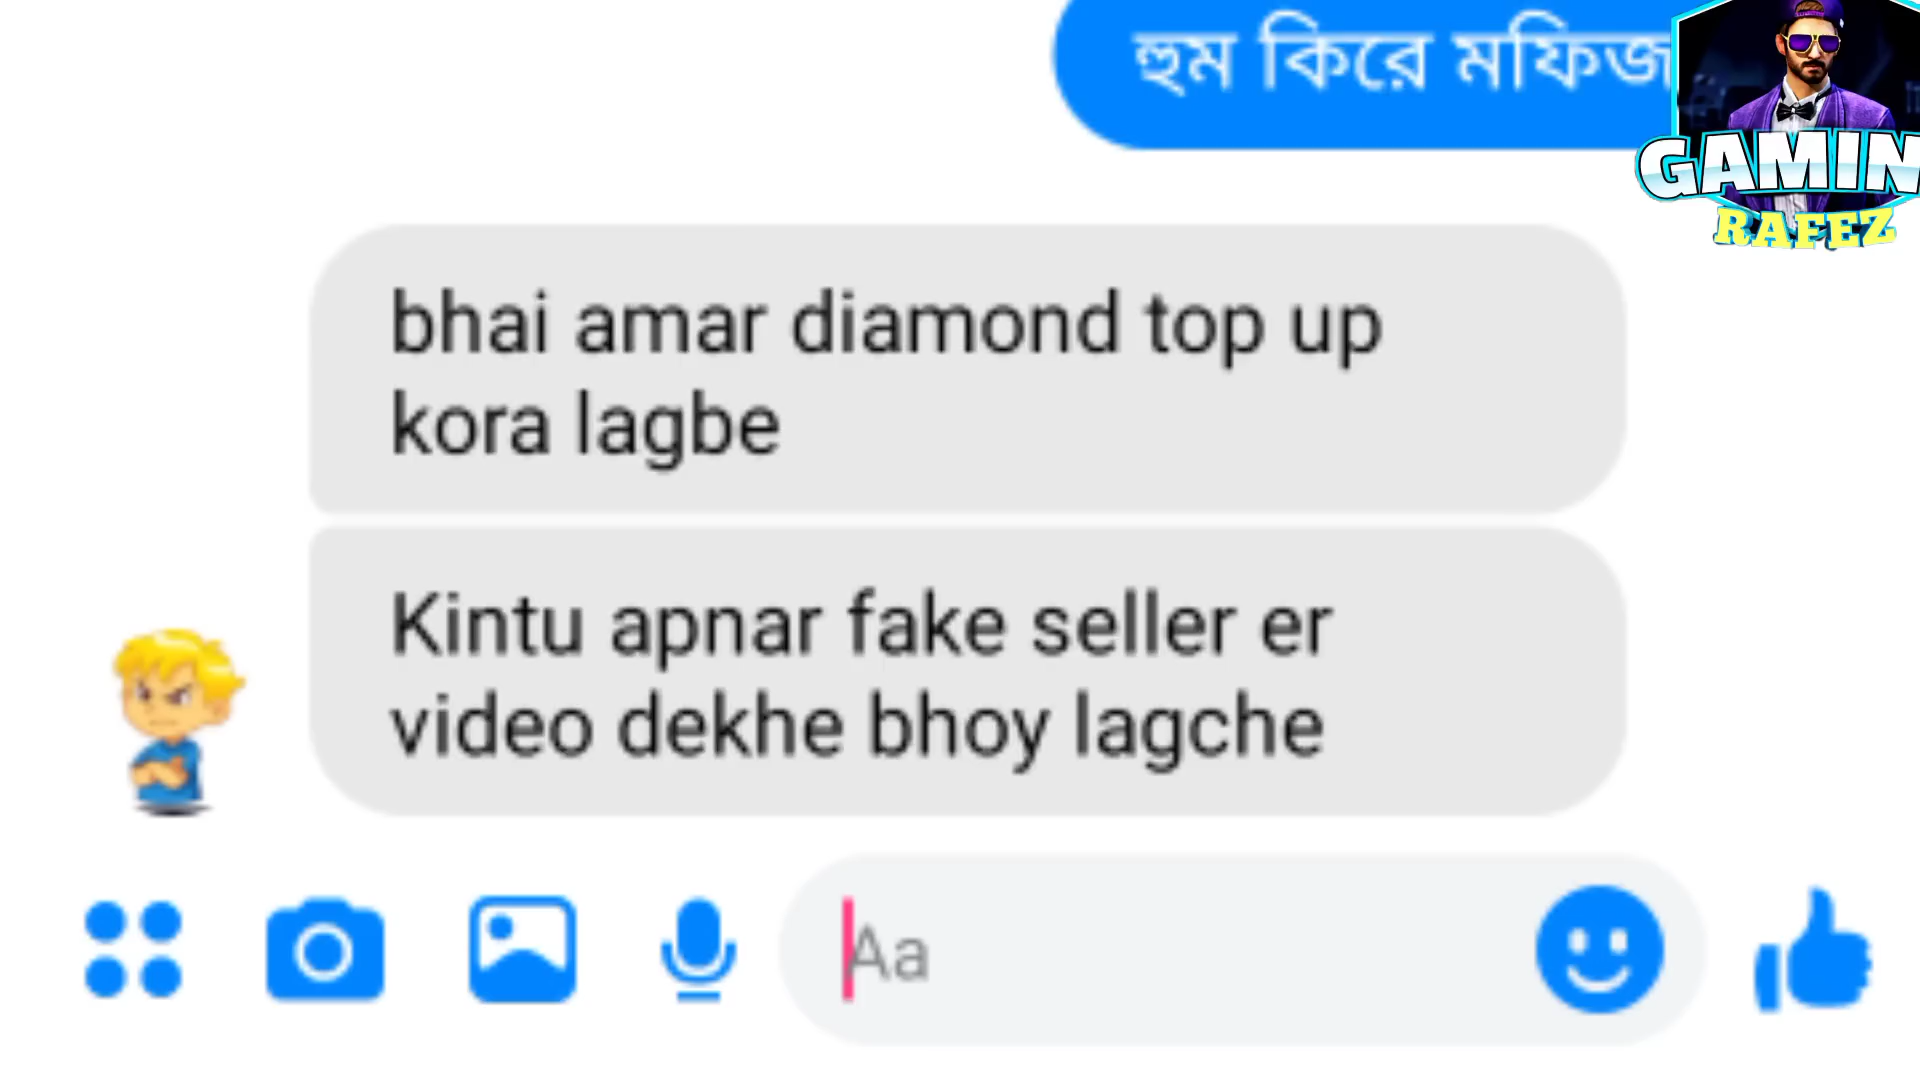 হুম কিরে মফিজ
GAMIN
RAFEZ
bhai amar diamond top up
kora lagbe
Kintu apnar fake seller er
video dekhe bhoy lagche
Aa